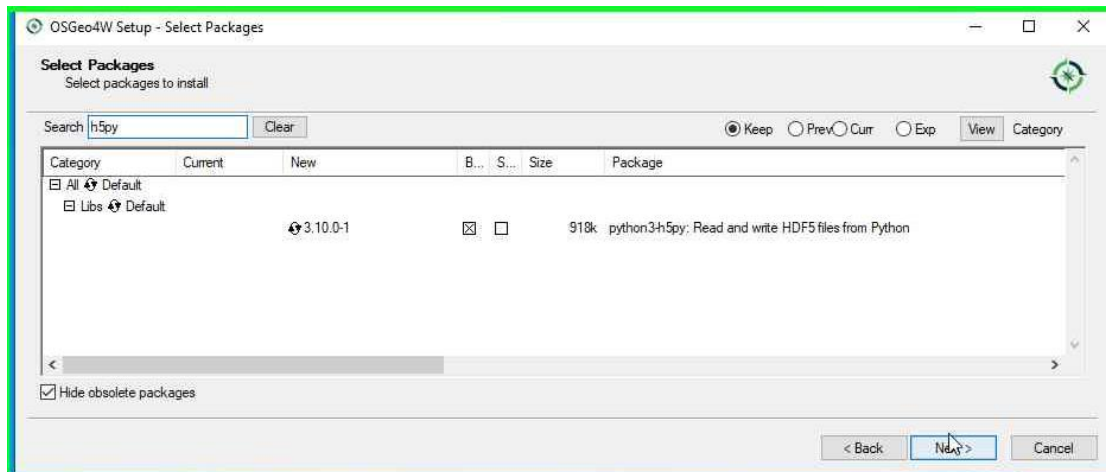 OSGeo4W Setup - Select Packages
Select Packages
Select packages to install
Search h5py Clear Keep Prev Curr Exp View Category
Category Current New B... S... Size Package
All Default
Libs Default
3.10.0-1 918k python3-h5py: Read and write HDF5 files from Python
Hide obsolete packages
< Back Next > Cancel